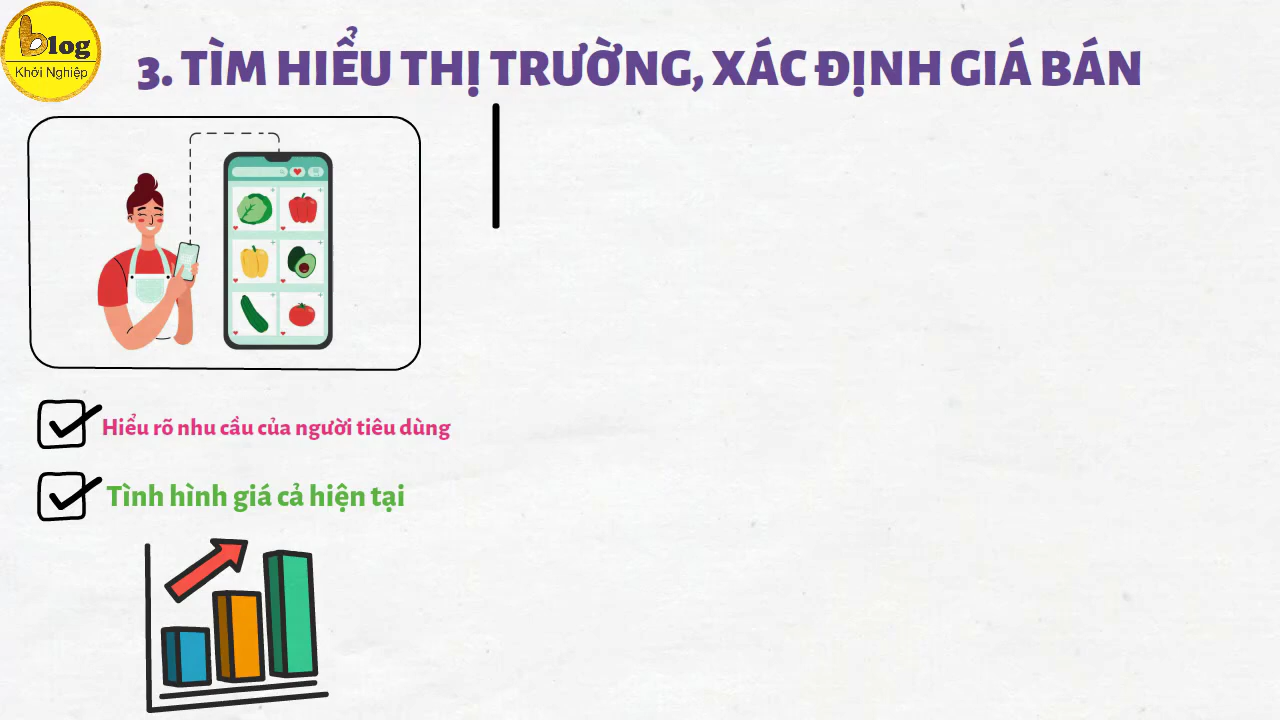 blog
Khởi Nghiệp
3. TÌM HIỂU THỊ TRƯỜNG, XÁC ĐỊNH GIÁ BÁN
Hiểu rõ nhu cầu của người tiêu dùng
Tình hình giá cả hiện tại